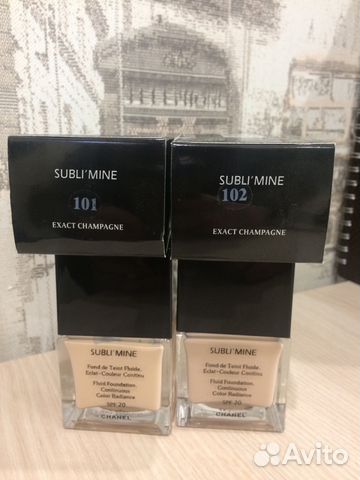 SUBLI'MINE
101
EXACT CHAMPAGNE
SUBLI'MINE
102
EXACT CHAMPAGNE
SUBLI'MINE
Fond de Teint Fluide.
Eclat-Couleur Continu
Fluid Foundation.
Continuous
Color Radiance
SPF 20
CHANEL
SUBLI'MINE
Fond de Teint Fluide.
Eclat-Couleur Continu
Fluid Foundation.
Continuous
Color Radiance
SPF 20
CHANEL
Avito